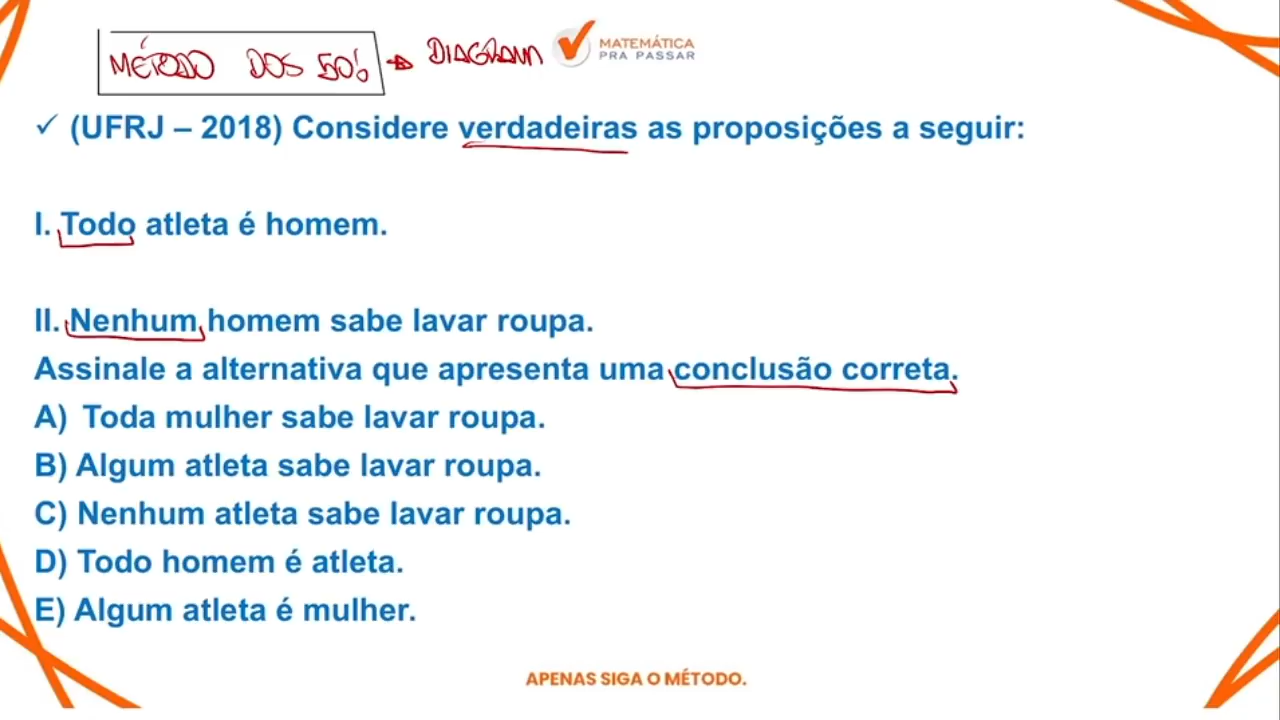 MÉTODO DOS 50% → DIAGRAMA
MATEMÁTICA
PRA PASSAR
✓ (UFRJ – 2018) Considere verdadeiras as proposições a seguir:
I. Todo atleta é homem.
II. Nenhum homem sabe lavar roupa.
Assinale a alternativa que apresenta uma conclusão correta.
A) Toda mulher sabe lavar roupa.
B) Algum atleta sabe lavar roupa.
C) Nenhum atleta sabe lavar roupa.
D) Todo homem é atleta.
E) Algum atleta é mulher.
APENAS SIGA O MÉTODO.